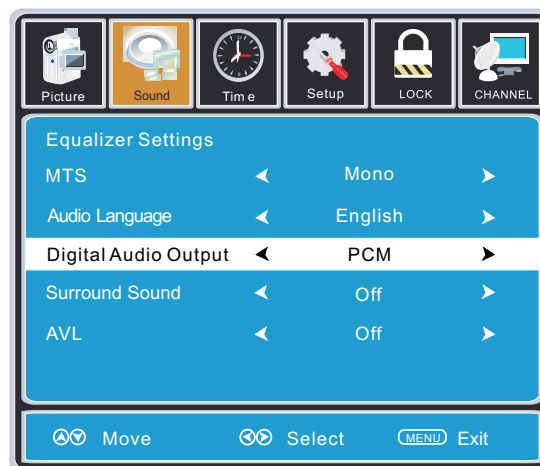 Picture Sound Time Setup LOCK CHANNEL
Equalizer Settings
MTS Mono
Audio Language English
Digital Audio Output PCM
Surround Sound Off
AVL Off
Move Select MENU Exit